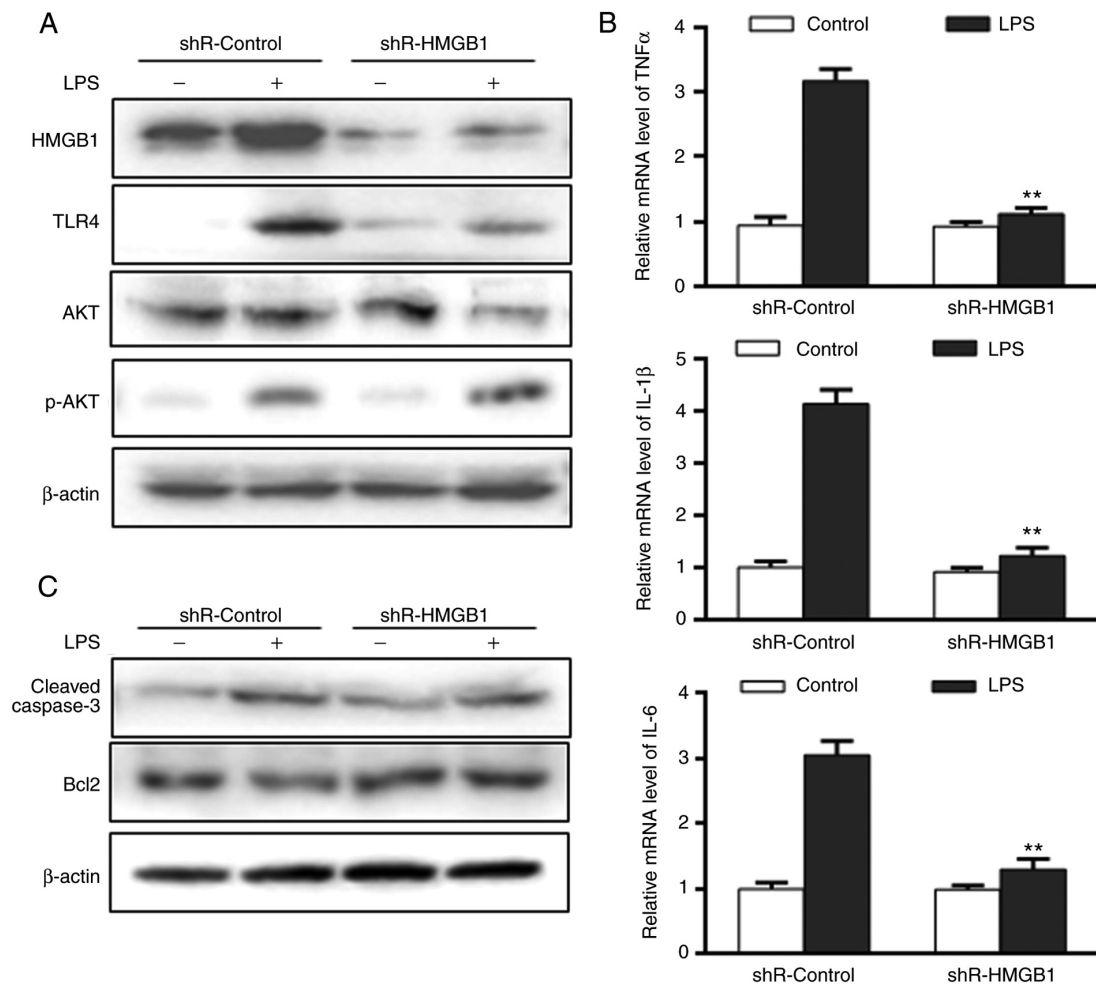 A
shR-Control shR-HMGB1
LPS − + − +
HMGB1
TLR4
AKT
p-AKT
β-actin
B
Control LPS
Relative mRNA level of TNFα
4
3
2
1
0
**
shR-Control shR-HMGB1
Control LPS
Relative mRNA level of IL-1β
5
4
3
2
1
0
**
shR-Control shR-HMGB1
Control LPS
Relative mRNA level of IL-6
4
3
2
1
0
**
shR-Control shR-HMGB1
C
shR-Control shR-HMGB1
LPS − + − +
Cleaved
caspase-3
Bcl2
β-actin